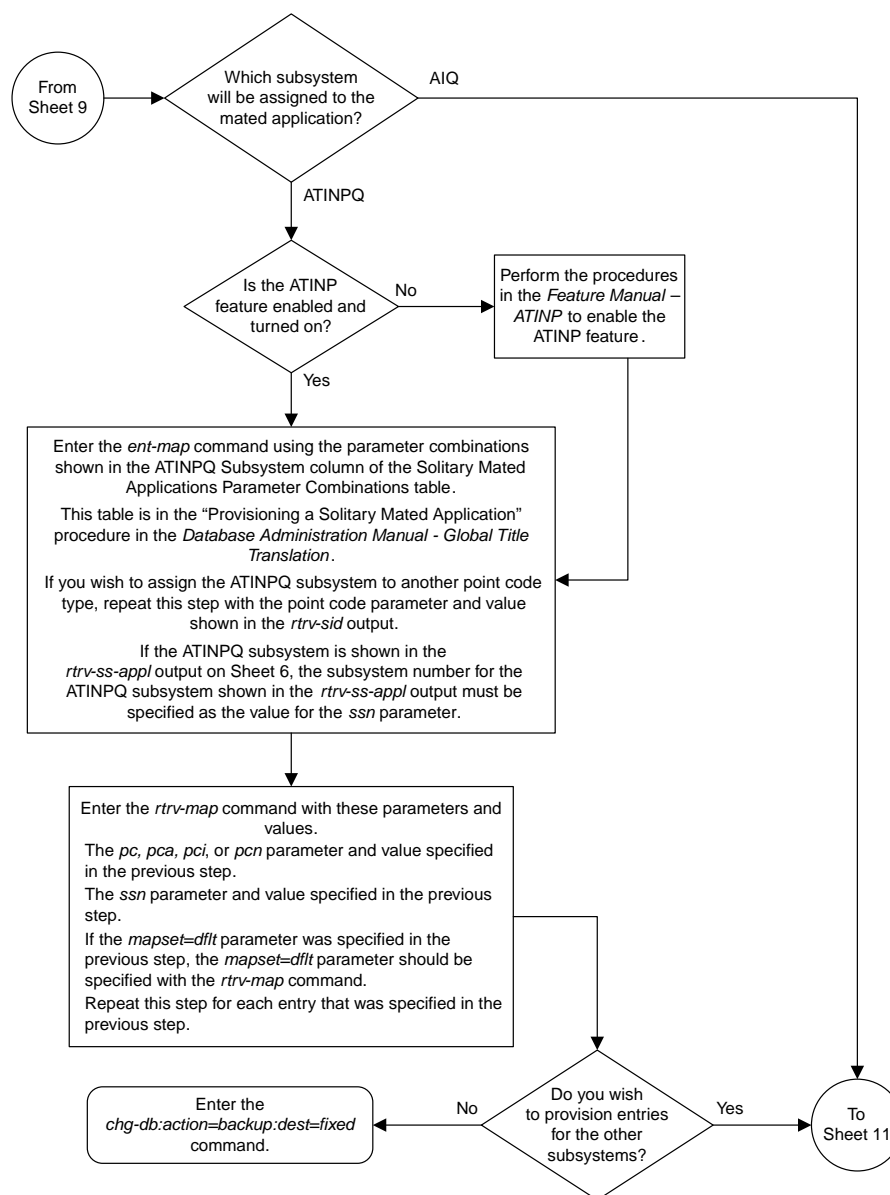 From
Sheet 9
Which subsystem
will be assigned to the
mated application?
AIQ
ATINPQ
Is the ATINP
feature enabled and
turned on?
No
Perform the procedures
in the Feature Manual –
ATINP to enable the
ATINP feature.
Yes
Enter the ent-map command using the parameter combinations
shown in the ATINPQ Subsystem column of the Solitary Mated
Applications Parameter Combinations table.
This table is in the “Provisioning a Solitary Mated Application”
procedure in the Database Administration Manual - Global Title
Translation.
If you wish to assign the ATINPQ subsystem to another point code
type, repeat this step with the point code parameter and value
shown in the rtrv-sid output.
If the ATINPQ subsystem is shown in the
rtrv-ss-appl output on Sheet 6, the subsystem number for the
ATINPQ subsystem shown in the rtrv-ss-appl output must be
specified as the value for the ssn parameter.
Enter the rtrv-map command with these parameters and
values.
The pc, pca, pci, or pcn parameter and value specified
in the previous step.
The ssn parameter and value specified in the previous
step.
If the mapset=dflt parameter was specified in the
previous step, the mapset=dflt parameter should be
specified with the rtrv-map command.
Repeat this step for each entry that was specified in the
previous step.
Do you wish
to provision entries
for the other
subsystems?
No
Enter the
chg-db:action=backup:dest=fixed
command.
Yes
To
Sheet 11